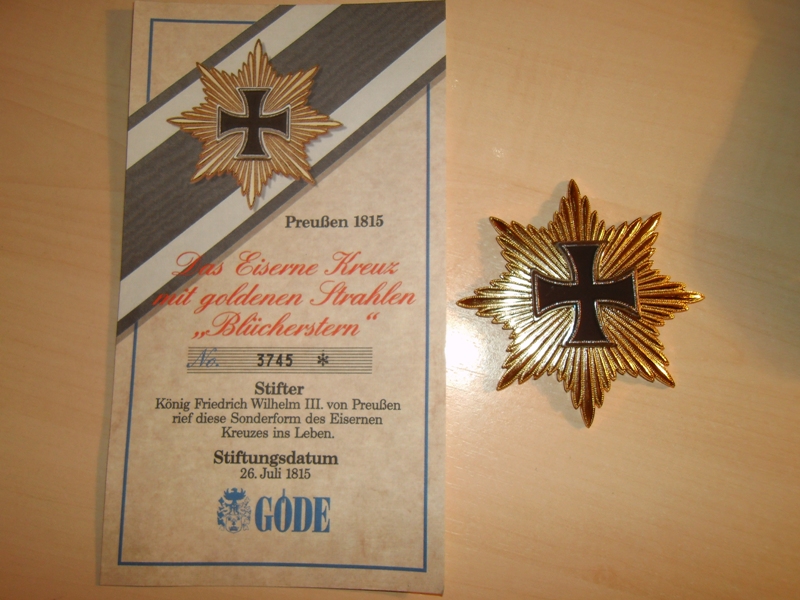 Preußen 1815
Das Eiserne Kreuz
mit goldenen Strahlen
„Blücherstern“
No. 3745 *
Stifter
König Friedrich Wilhelm III. von Preußen
rief diese Sonderform des Eisernen
Kreuzes ins Leben.
Stiftungsdatum
26. Juli 1815
GÖDE